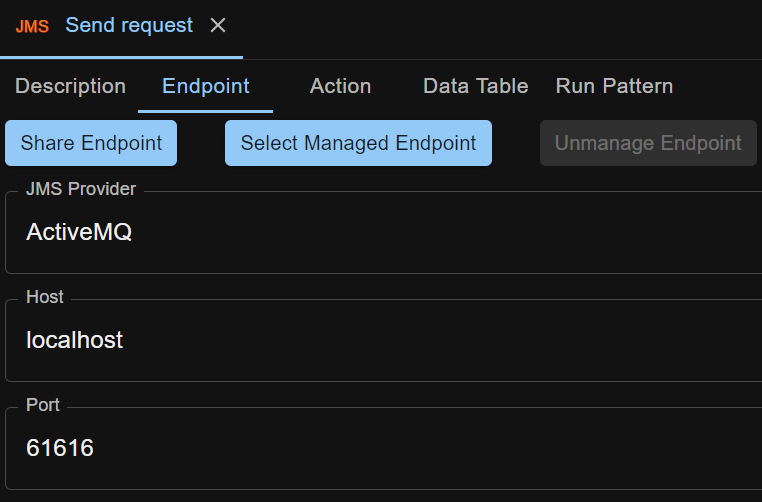 JMS Send request ×
Description Endpoint Action Data Table Run Pattern
Share Endpoint Select Managed Endpoint Unmanage Endpoint
JMS Provider
ActiveMQ
Host
localhost
Port
61616